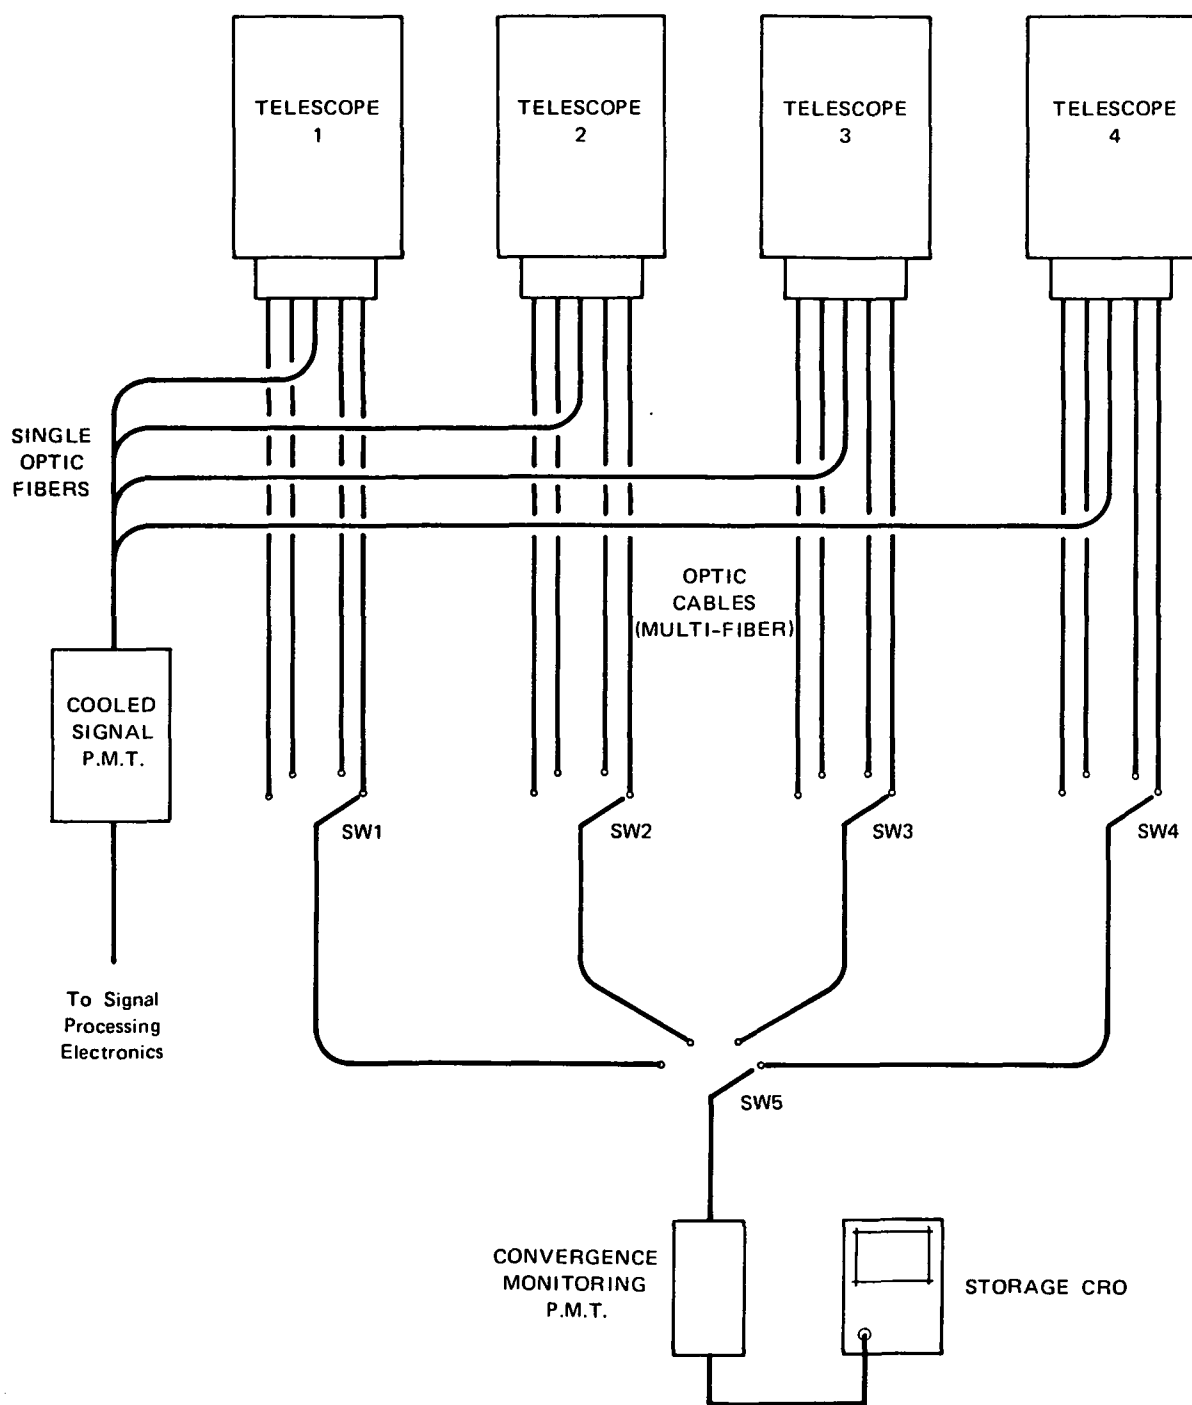 TELESCOPE
1
TELESCOPE
2
TELESCOPE
3
TELESCOPE
4
SINGLE
OPTIC
FIBERS
OPTIC
CABLES
(MULTI-FIBER)
COOLED
SIGNAL
P.M.T.
SW1
SW2
SW3
SW4
To Signal
Processing
Electronics
SW5
CONVERGENCE
MONITORING
P.M.T.
STORAGE CRO